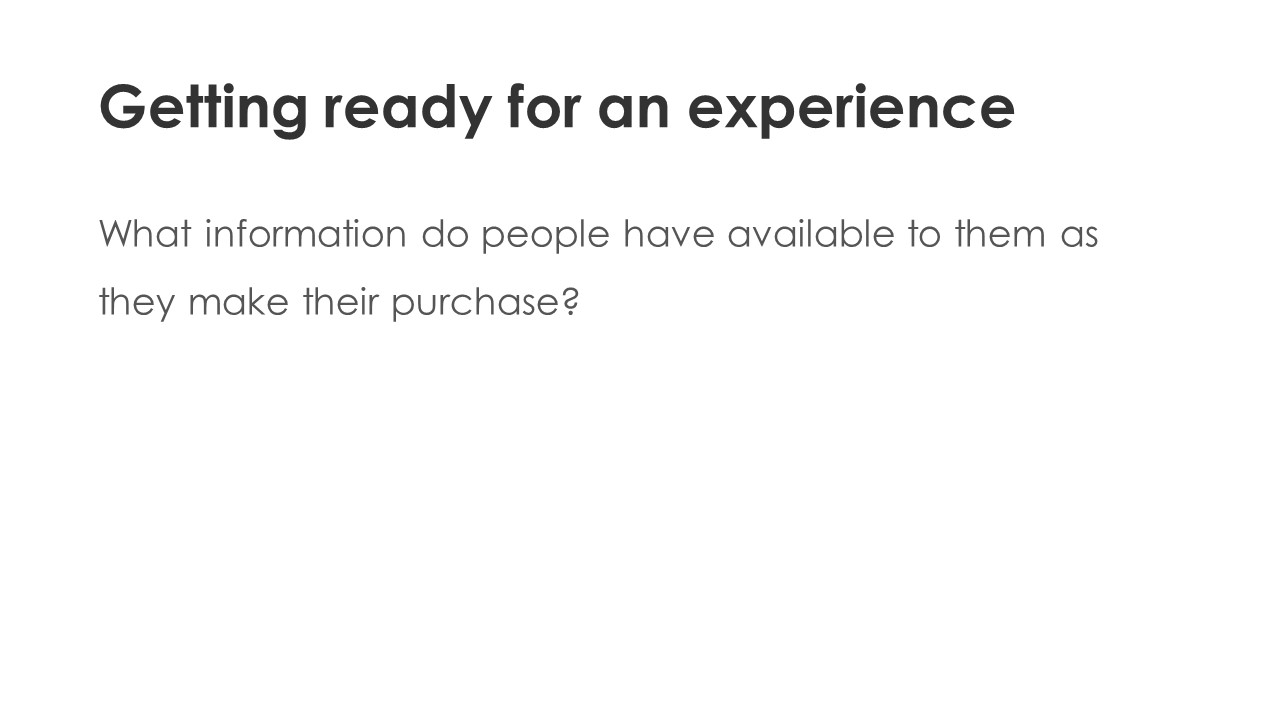 Getting ready for an experience
What information do people have available to them as
they make their purchase?